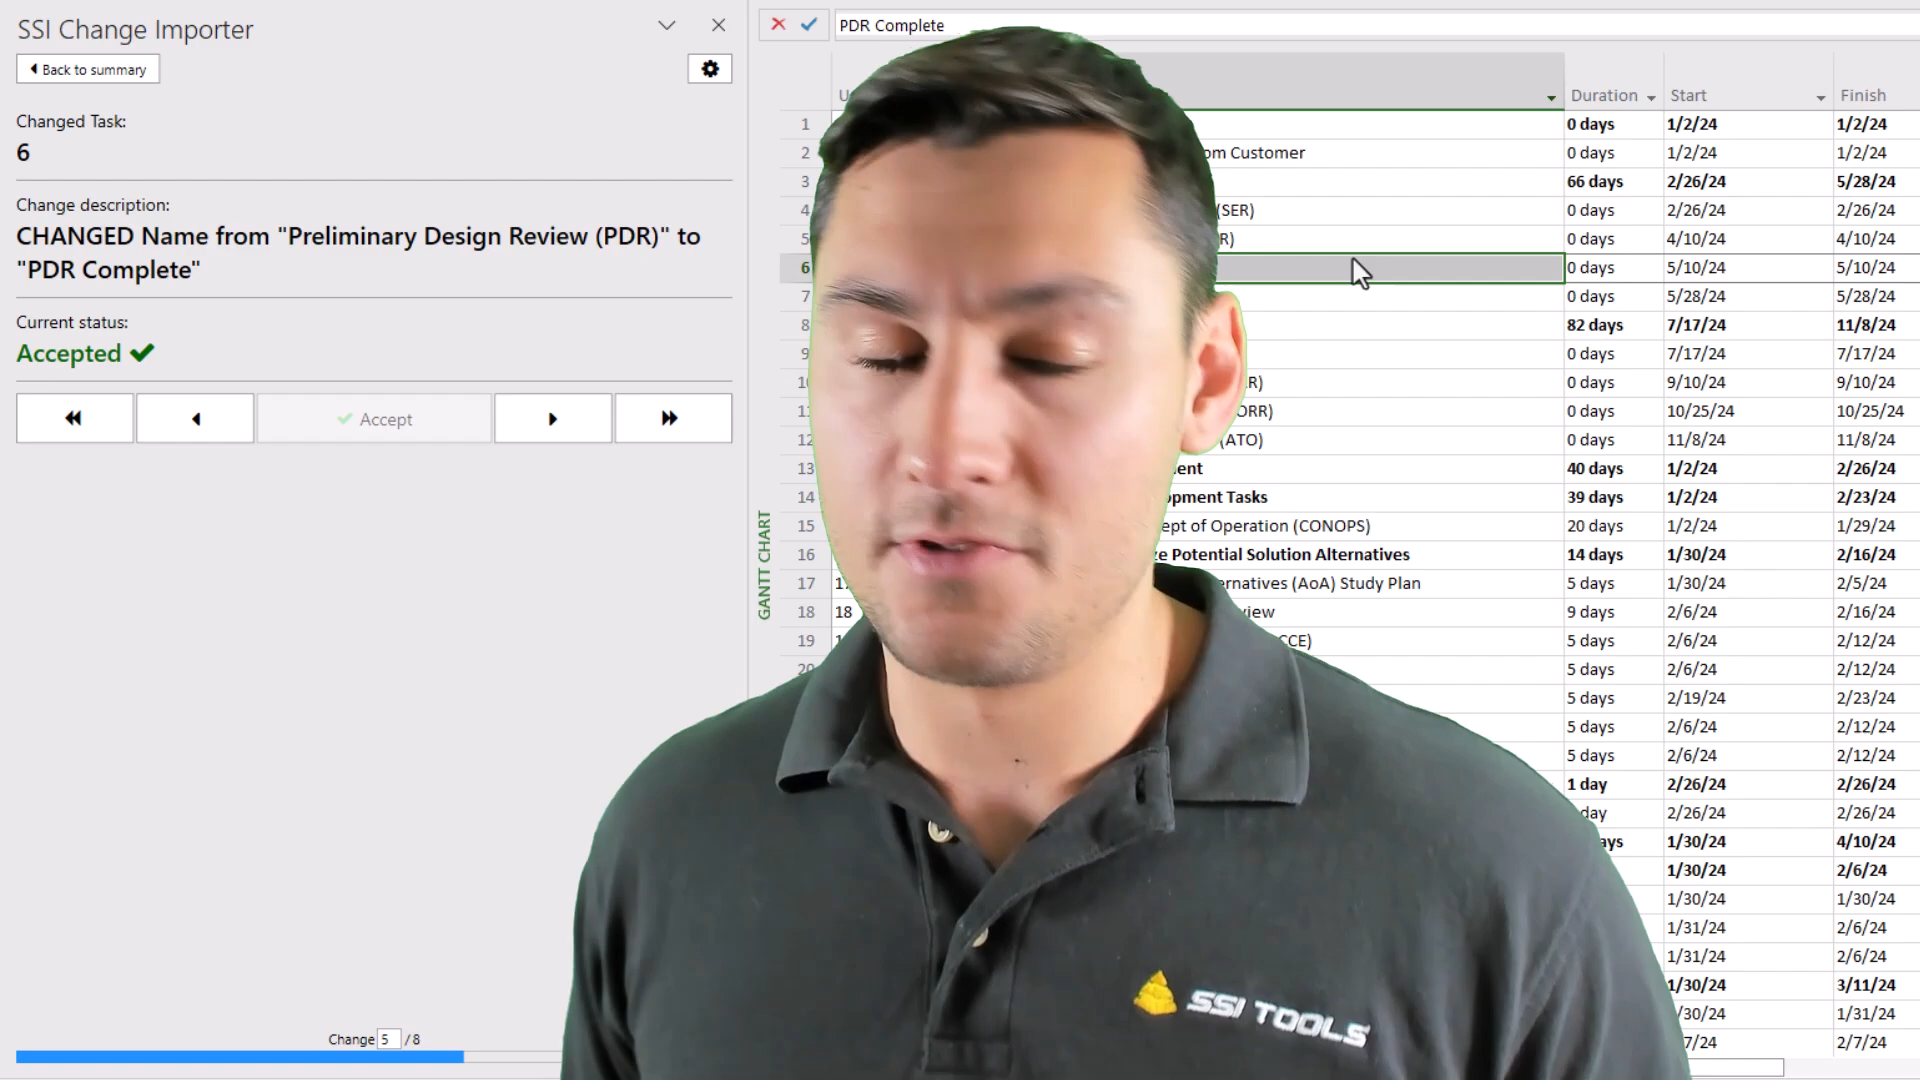 SSI Change Importer
Back to summary
Changed Task:
6
Change description:
CHANGED Name from "Preliminary Design Review (PDR)" to
"PDR Complete"
Current status:
Accepted
Accept
Change 5 / 8
PDR Complete
GANTT CHART
Duration Start Finish
1 0 days 1/2/24 1/2/24
2 Customer 0 days 1/2/24 1/2/24
3 66 days 2/26/24 5/28/24
4 (SER) 0 days 2/26/24 2/26/24
5 0 days 4/10/24 4/10/24
6 0 days 5/10/24 5/10/24
7 0 days 5/28/24 5/28/24
8 82 days 7/17/24 11/8/24
9 0 days 7/17/24 7/17/24
0 days 9/10/24 9/10/24
0 days 10/25/24 10/25/24
12 (ATO) 0 days 11/8/24 11/8/24
13 40 days 1/2/24 2/26/24
14 Tasks 39 days 1/2/24 2/23/24
15 of Operation (CONOPS) 20 days 1/2/24 1/29/24
16 Potential Solution Alternatives 14 days 1/30/24 2/16/24
17 (AoA) Study Plan 5 days 1/30/24 2/5/24
18 18 9 days 2/6/24 2/16/24
19 5 days 2/6/24 2/12/24
20 5 days 2/6/24 2/12/24
5 days 2/19/24 2/23/24
5 days 2/6/24 2/12/24
5 days 2/6/24 2/12/24
1 day 2/26/24 2/26/24
day 2/26/24 2/26/24
1/30/24 4/10/24
1/30/24 2/6/24
1/30/24 1/30/24
1/31/24 2/6/24
1/31/24 2/6/24
1/30/24 3/11/24
1/31/24
2/7/24
SSI TOOLS